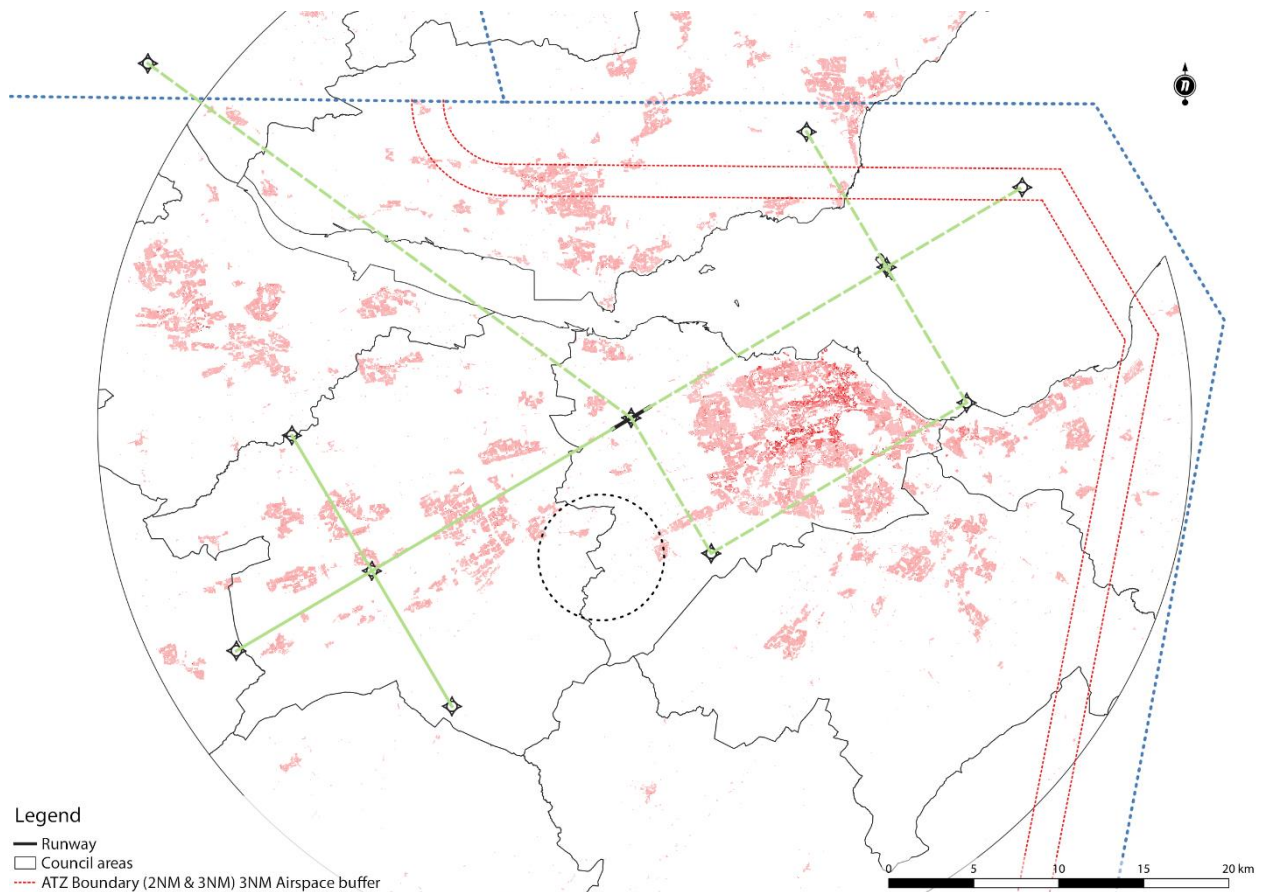 n
Legend
Runway
Council areas
ATZ Boundary (2NM & 3NM) 3NM Airspace buffer
0 5 10 15 20 km